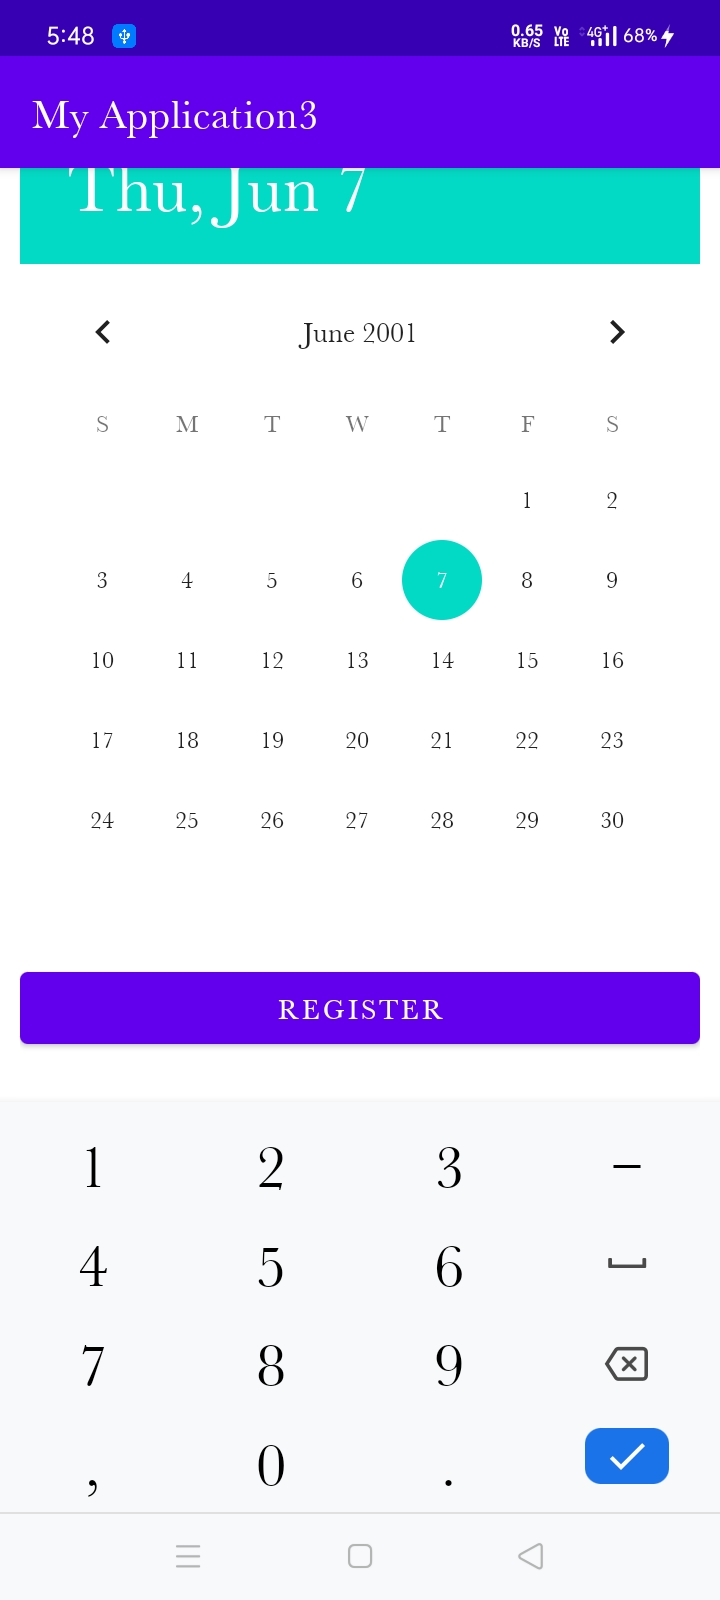 5:48 0.65 KB/S Vo LTE 4G+ 68%
My Application3
Thu, Jun 7
June 2001
S M T W T F S
1 2
3 4 5 6 7 8 9
10 11 12 13 14 15 16
17 18 19 20 21 22 23
24 25 26 27 28 29 30
REGISTER
1 2 3 –
4 5 6
7 8 9
, 0 .